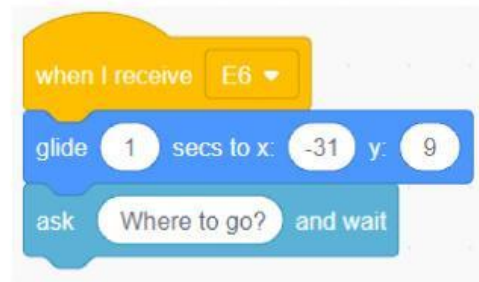 when I receive E6
glide 1 secs to x: -31 y: 9
ask Where to go? and wait